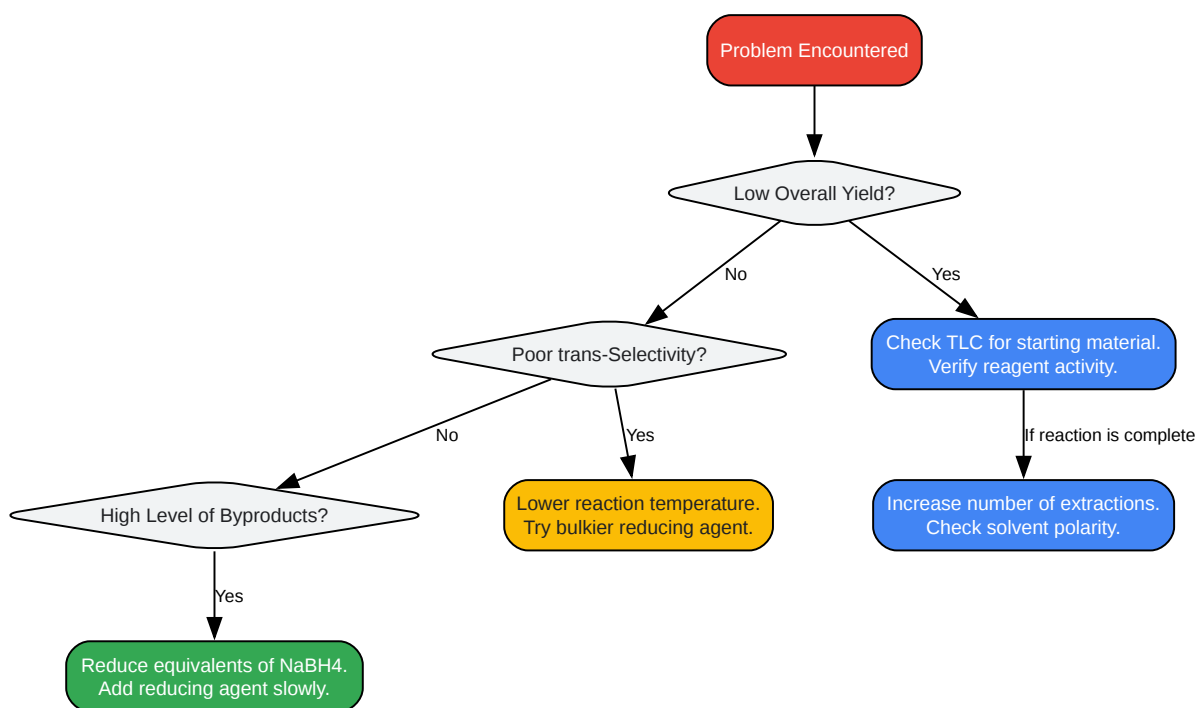 Problem Encountered
Low Overall Yield?
No
Yes
Poor trans-Selectivity?
Check TLC for starting material.
Verify reagent activity.
No
Yes
If reaction is complete
High Level of Byproducts?
Lower reaction temperature.
Try bulkier reducing agent.
Increase number of extractions.
Check solvent polarity.
Yes
Reduce equivalents of NaBH4.
Add reducing agent slowly.